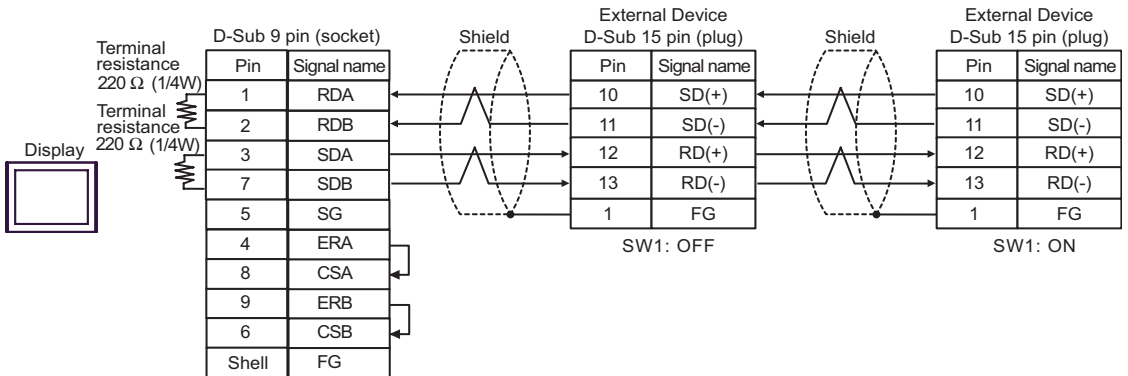 Display
Terminal
resistance
220 Ω (1/4W)
Terminal
resistance
220 Ω (1/4W)
D-Sub 9 pin (socket)
Pin Signal name
1 RDA
2 RDB
3 SDA
7 SDB
5 SG
4 ERA
8 CSA
9 ERB
6 CSB
Shell FG
Shield
External Device
D-Sub 15 pin (plug)
Pin Signal name
10 SD(+)
11 SD(-)
12 RD(+)
13 RD(-)
1 FG
SW1: OFF
Shield
External Device
D-Sub 15 pin (plug)
Pin Signal name
10 SD(+)
11 SD(-)
12 RD(+)
13 RD(-)
1 FG
SW1: ON